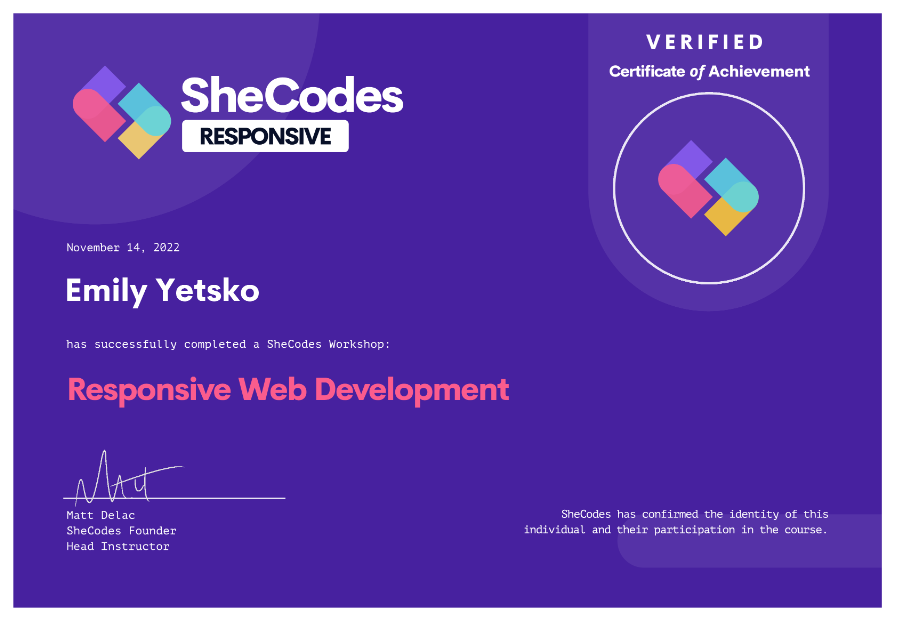 VERIFIED
Certificate of Achievement
SheCodes
RESPONSIVE
November 14, 2022
Emily Yetsko
has successfully completed a SheCodes Workshop:
Responsive Web Development
Matt
Matt Delac
SheCodes Founder
Head Instructor
SheCodes has confirmed the identity of this
individual and their participation in the course.